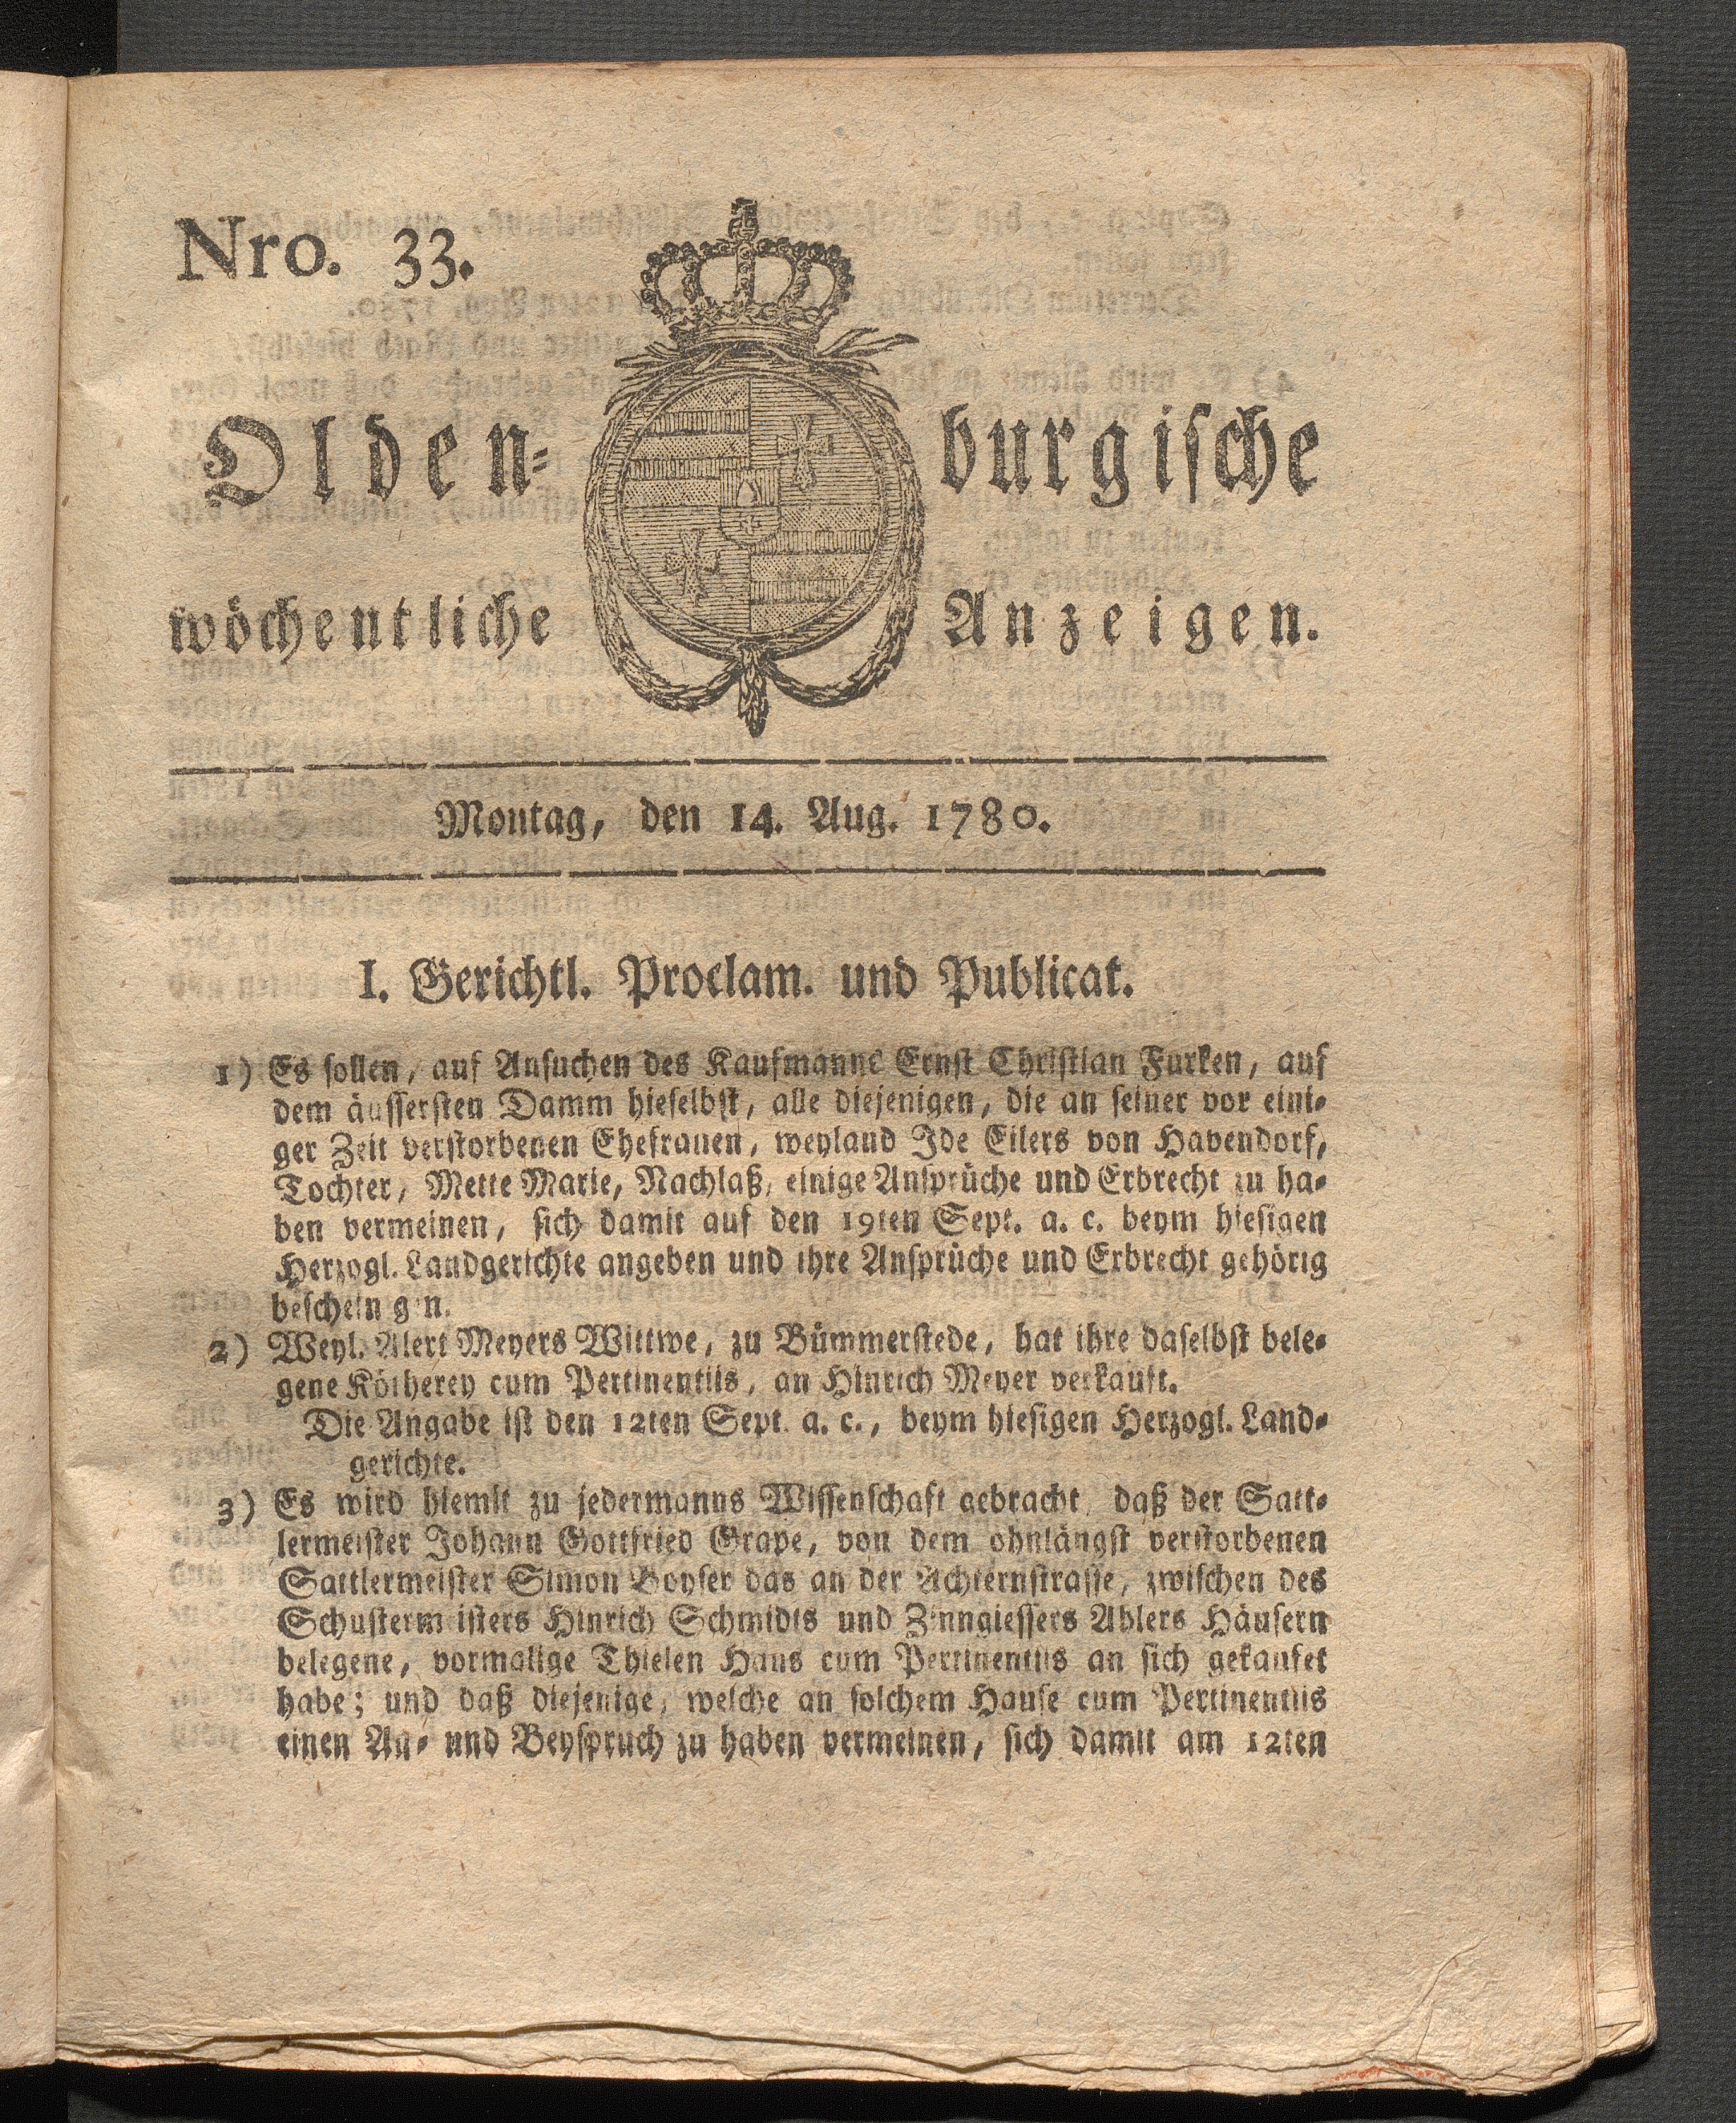 Nro. 33.
Olden-burgische
wöchentliche Anzeigen.
Montag, den 14. Aug. 1780.
I. Gerichtl. Proclam. und Publicat.
1) Es sollen, auf Ansuchen des Kaufmanns Ernst Christian Furken, auf
dem äussersten Damm hieselbst, alle diejenigen, die an seiner vor eini-
ger Zeit verstorbenen Ehefrauen, weyland Ide Eilers von Havendorf,
Tochter, Mette Marie, Nachlaß, einige Ansprüche und Erbrecht zu ha-
ben vermeinen, sich damit auf den 19ten Sept. a. c. beym hiesigen
Herzogl. Landgerichte angeben und ihre Ansprüche und Erbrecht gehörig
bescheinigen.
2) Weyl. Alert Meyers Wittwe, zu Bümmerstede, hat ihre daselbst bele-
gene Kötherey cum Pertinentiis, an Hinrich Meyer verkauft.
Die Angabe ist den 12ten Sept. a. c., beym hiesigen Herzogl. Land-
gerichte.
3) Es wird hiemit zu jedermanns Wissenschaft gebracht, daß der Satt-
lermeister Johann Gottfried Grape, von dem ohnlängst verstorbenen
Sattlermeister Simon Boyser das an der Achternstrasse, zwischen des
Schustermeisters Hinrich Schmidts und Zinngiessers Ahlers Häusern
belegene, vormalige Thielen Haus cum Pertinentiis an sich gekaufet
habe; und daß diejenige, welche an solchem Hause cum Pertinentiis
einen An- und Beyspruch zu haben vermeinen, sich damit am 12ten